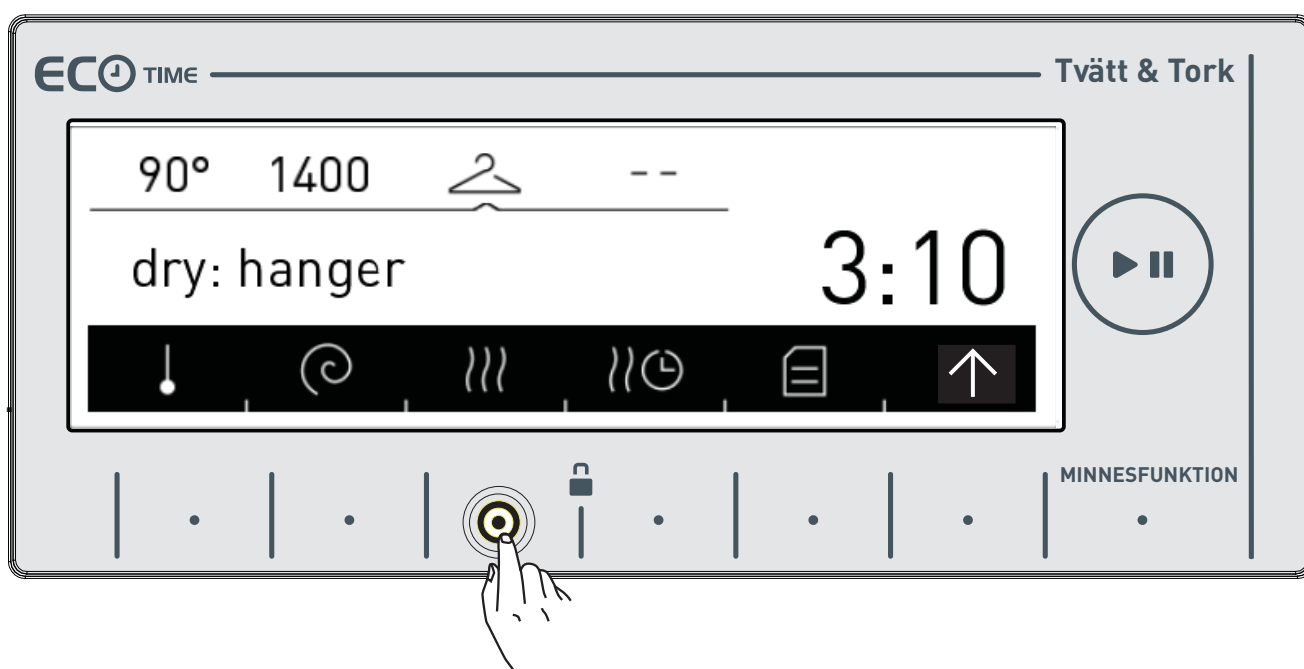 ECO TIME
Tvätt & Tork
90° 1400 --
dry: hanger
3:10
MINNESFUNKTION